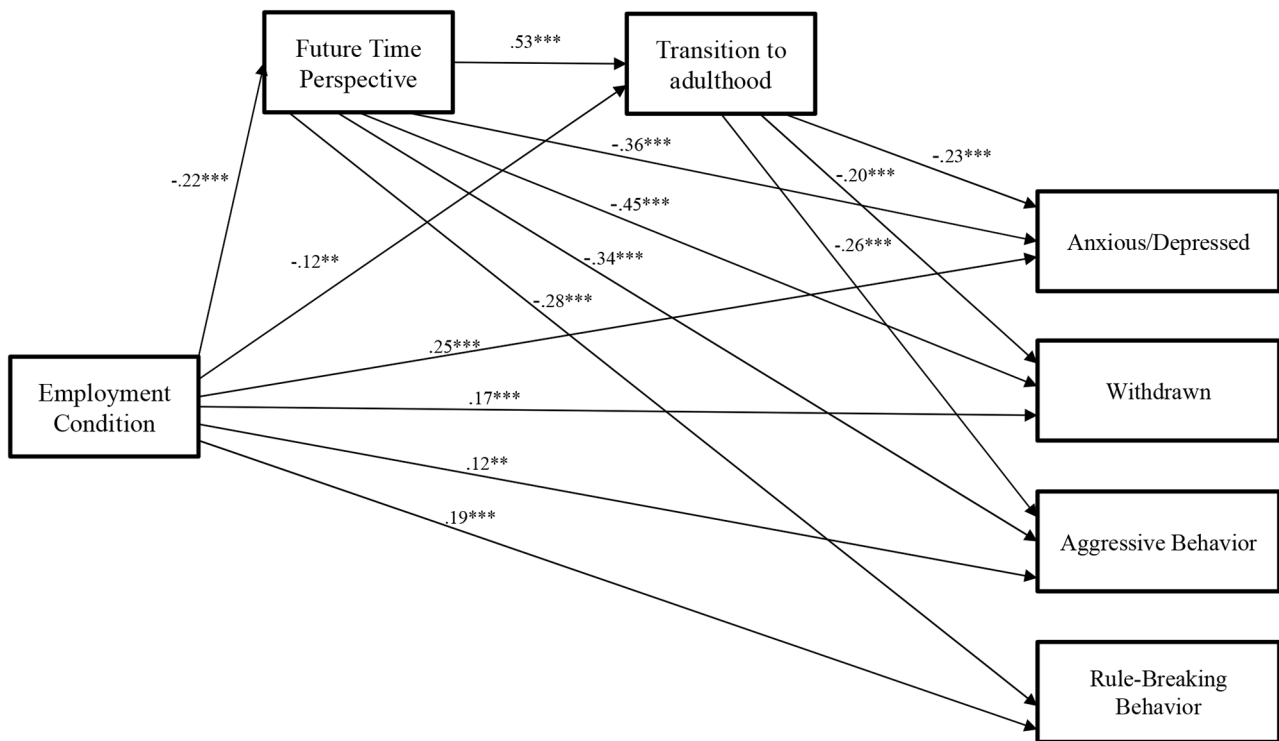 Future Time
Perspective
.53***
Transition to
adulthood
-.22***
-.12**
-.36***
-.45***
-.34***
-.28***
-.23***
-.20***
-.26***
Anxious/Depressed
.25***
Employment
Condition
.17***
Withdrawn
.12**
.19***
Aggressive Behavior
Rule-Breaking
Behavior